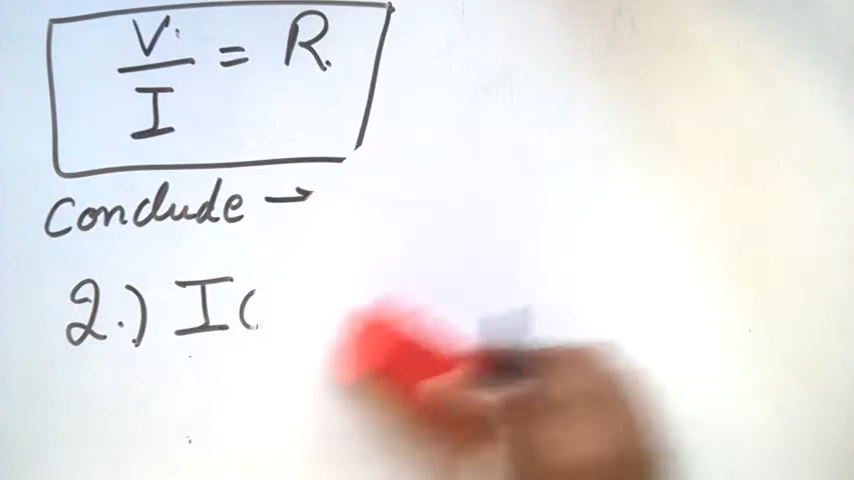 V
I = R.
Conclude →
2.) I(